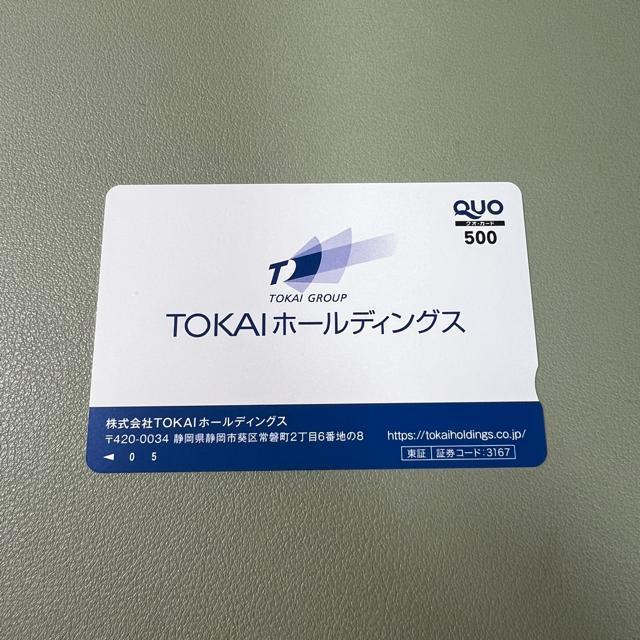 QUO
クオ・カード
500
T
TOKAI GROUP
TOKAIホールディングス
株式会社TOKAIホールディングス
〒420-0034 静岡県静岡市葵区常磐町2丁目6番地の8
https://tokaiholdings.co.jp/
東証 証券コード:3167
◀ 0 5